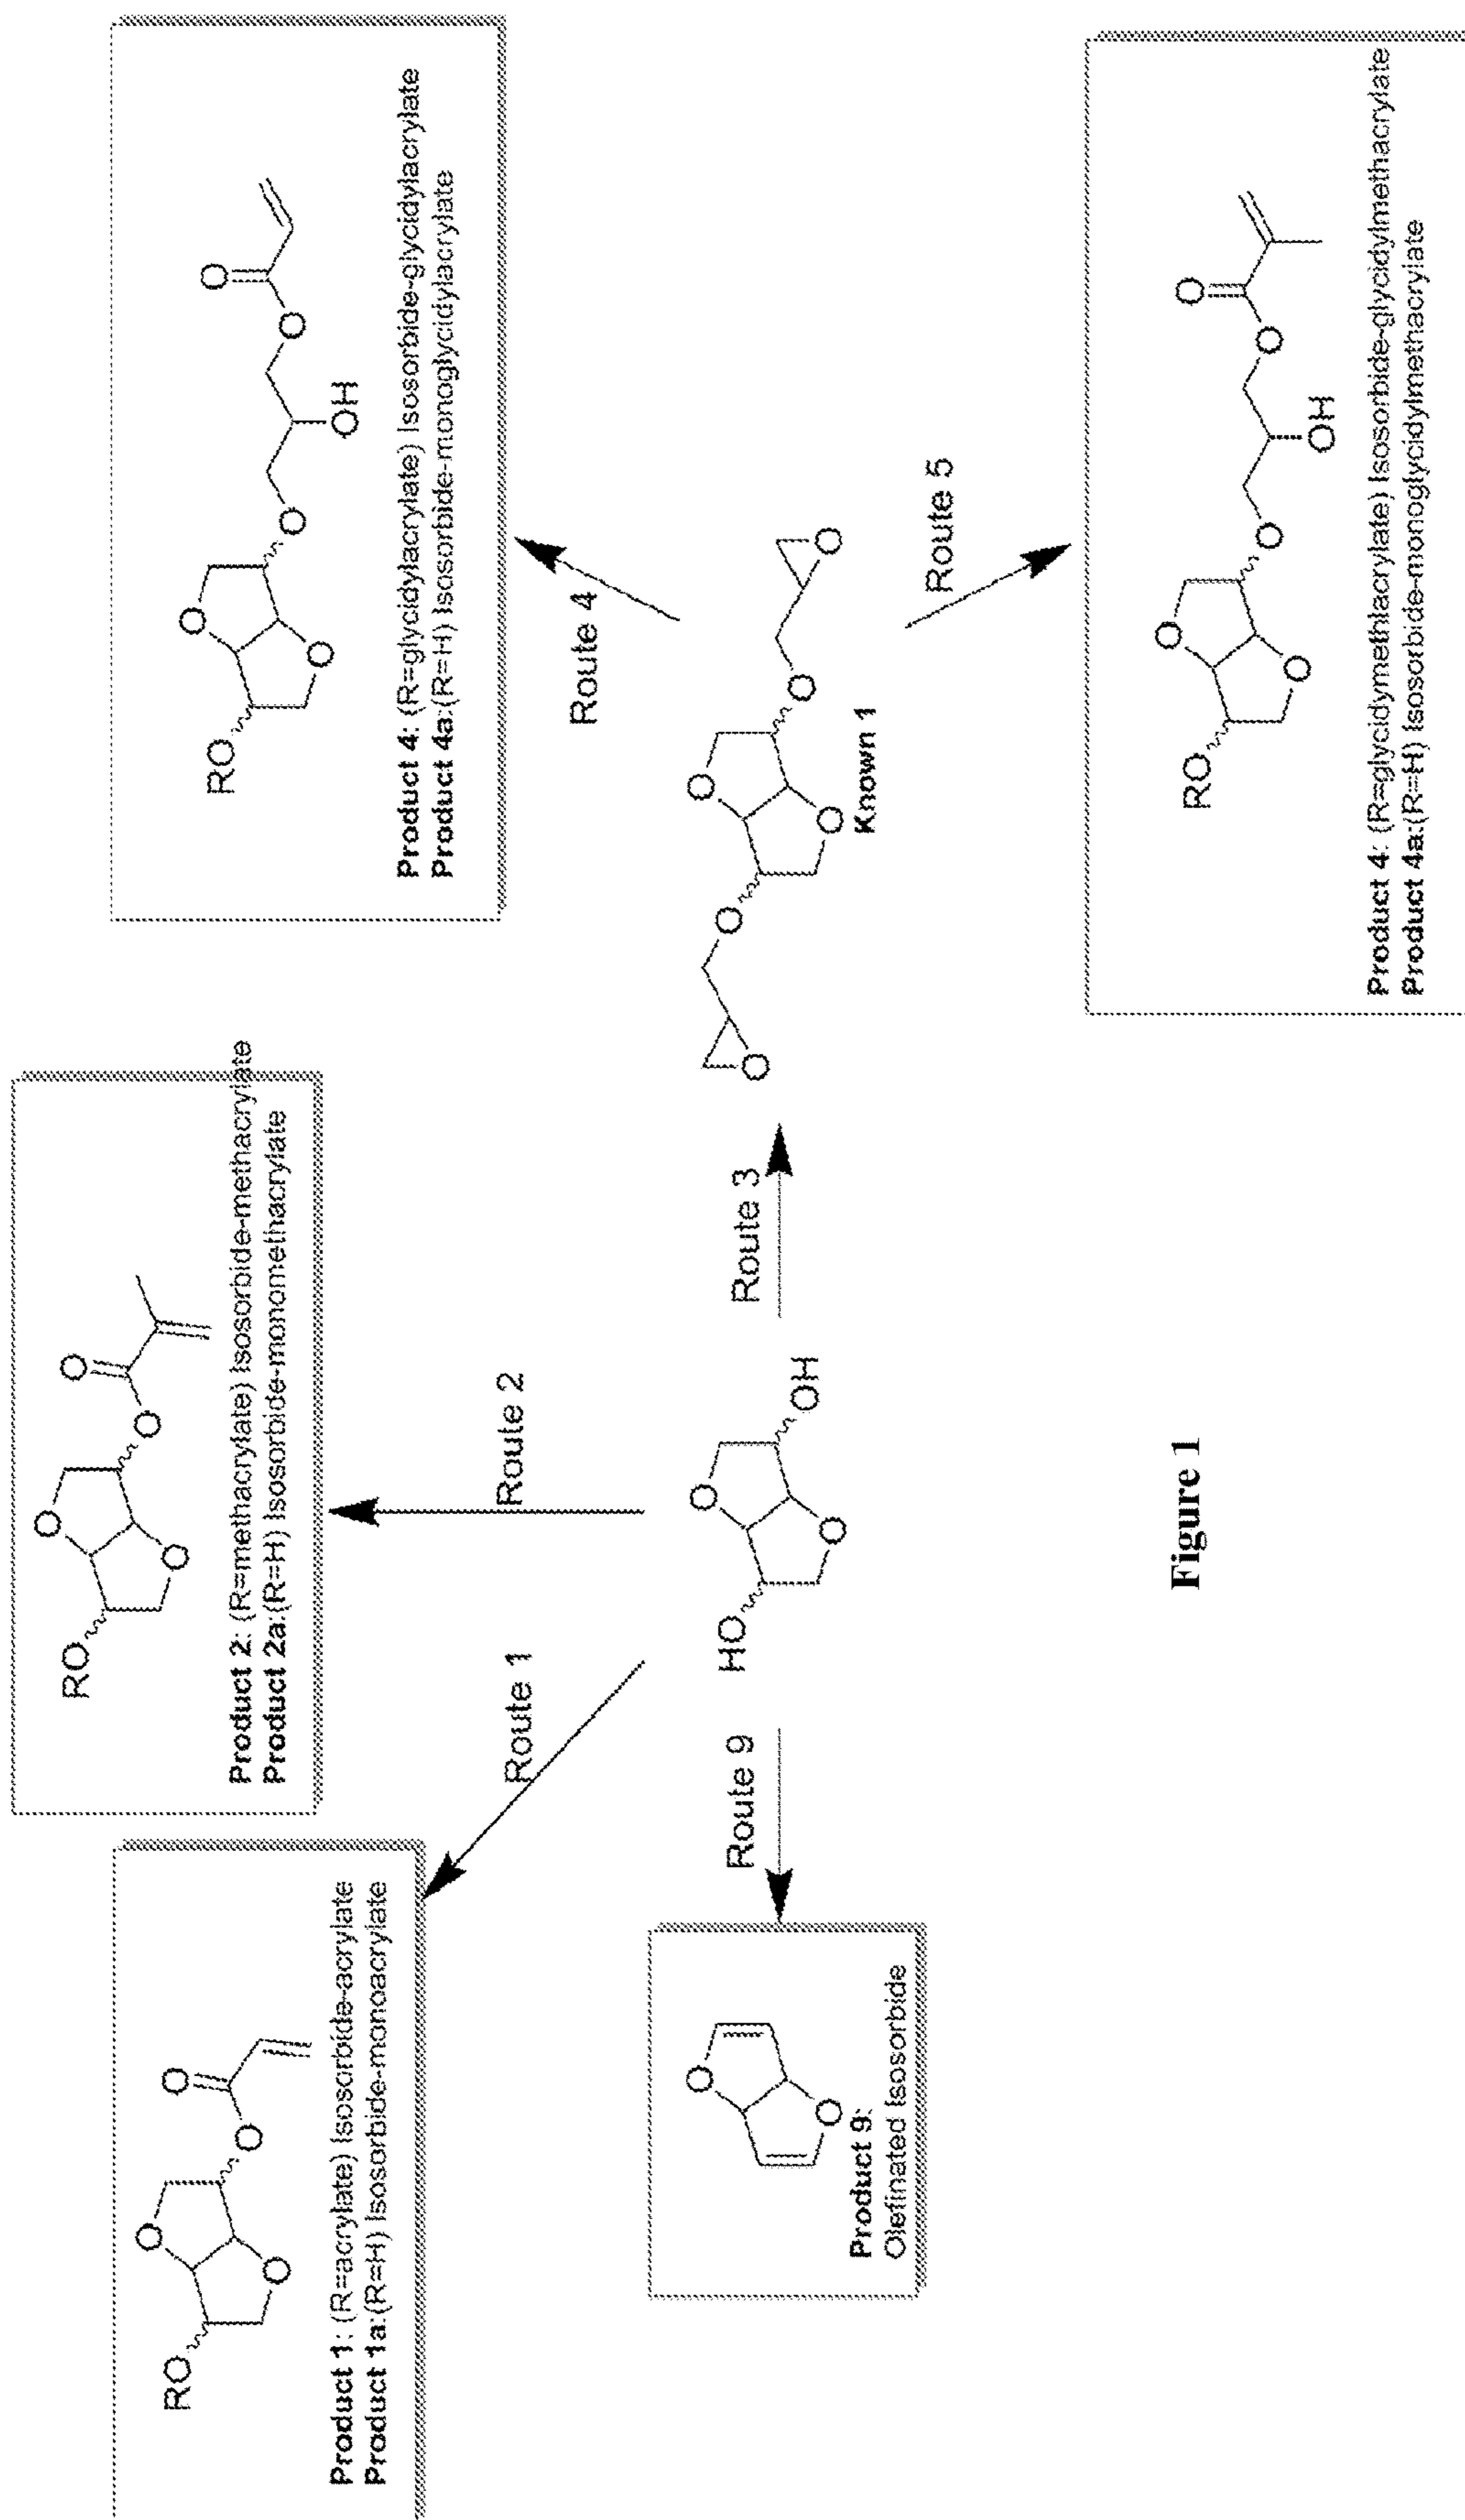 O
RO
O
O
O
Product 1: (R=acrylate) Isosorbide-acrylate
Product 1a:(R=H) Isosorbide-monoacrylate
O
O
RO
O
O
Product 2: (R=methacrylate) Isosorbide-methacrylate
Product 2a:(R=H) Isosorbide-monomethacrylate
O
O
RO
O
O
O
OH
Product 4: (R=glycidylacrylate) Isosorbide-glycidylacrylate
Product 4a:(R=H) Isosorbide-monoglycidylacrylate
Route 1
Route 2
Route 4
O
O
Product 9:
Olefinated Isosorbide
Route 9
O
HO
OH
O
Route 3
O
O
O
O
O
O
Known 1
Route 5
O
O
RO
O
O
O
OH
Product 4: (R=glycidymethlacrylate) Isosorbide-glycidylmethacrylate
Product 4a:(R=H) Isosorbide-monoglycidylmethacrylate
Figure 1